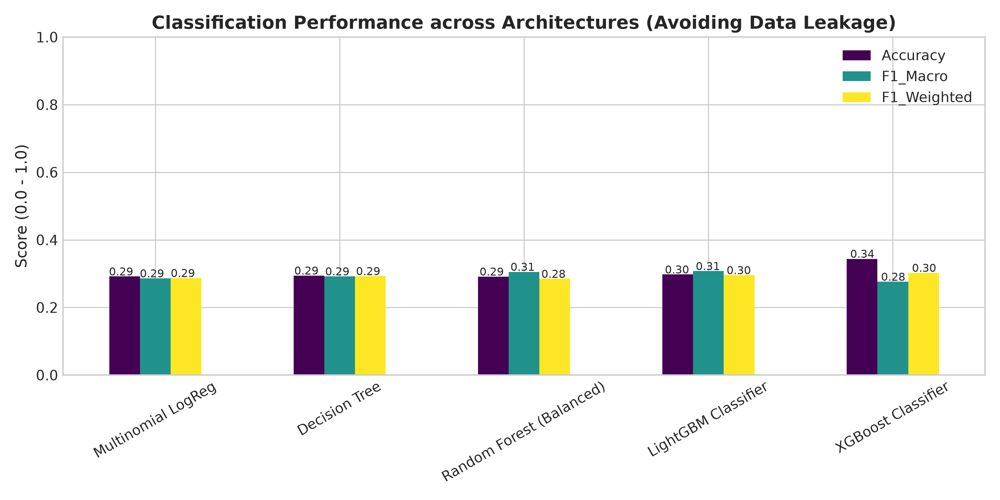 Classification Performance across Architectures (Avoiding Data Leakage)
Score (0.0 - 1.0)
1.0
0.8
0.6
0.4
0.2
0.0
Accuracy
F1_Macro
F1_Weighted
0.29 0.29 0.29
0.29 0.29 0.29
0.29 0.31 0.28
0.30 0.31 0.30
0.34 0.28 0.30
Multinomial LogReg
Decision Tree
Random Forest (Balanced)
LightGBM Classifier
XGBoost Classifier